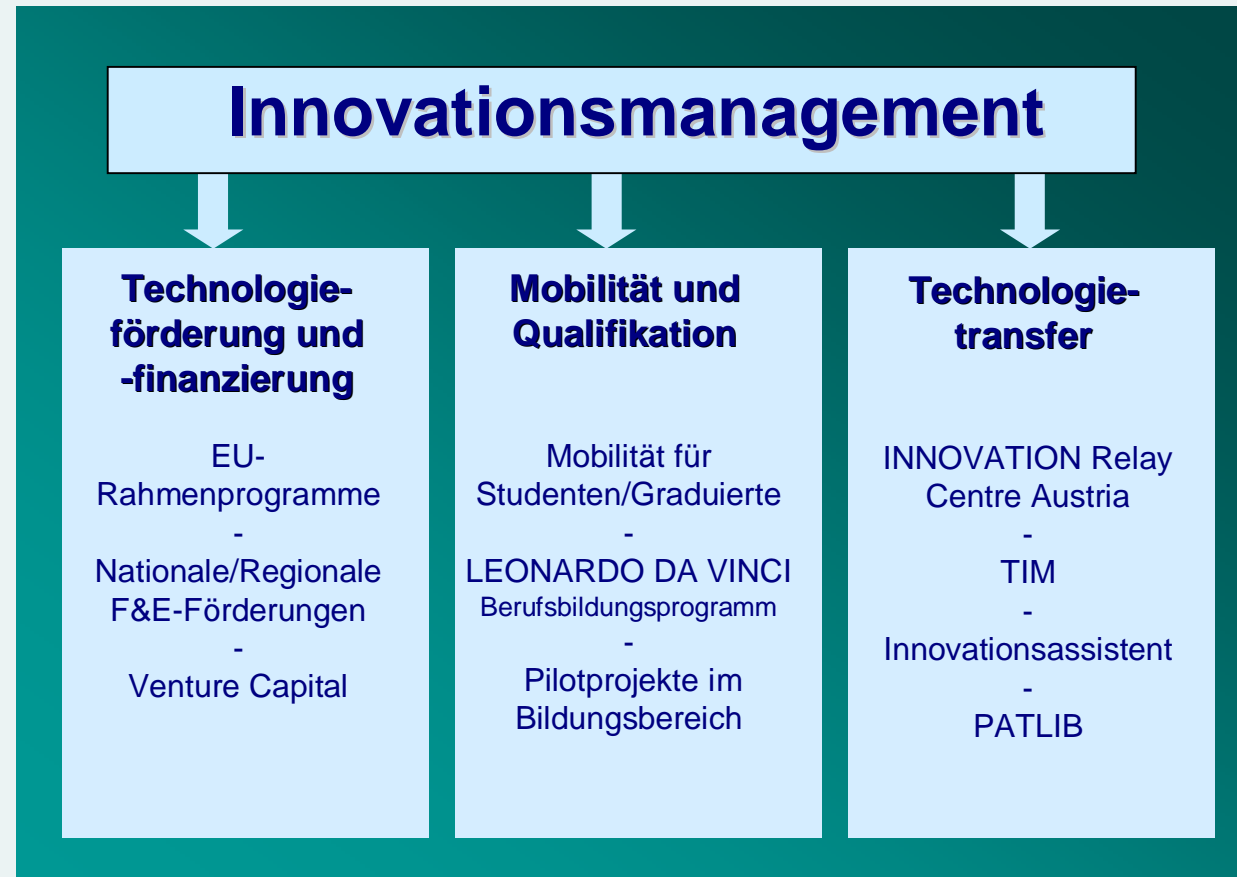 Innovationsmanagement
Technologie-
förderung und
-finanzierung
EU-
Rahmenprogramme
-
Nationale/Regionale
F&E-Förderungen
-
Venture Capital
Mobilität und
Qualifikation
Mobilität für
Studenten/Graduierte
-
LEONARDO DA VINCI
Berufsbildungsprogramm
-
Pilotprojekte im
Bildungsbereich
Technologie-
transfer
INNOVATION Relay
Centre Austria
-
TIM
-
Innovationsassistent
-
PATLIB